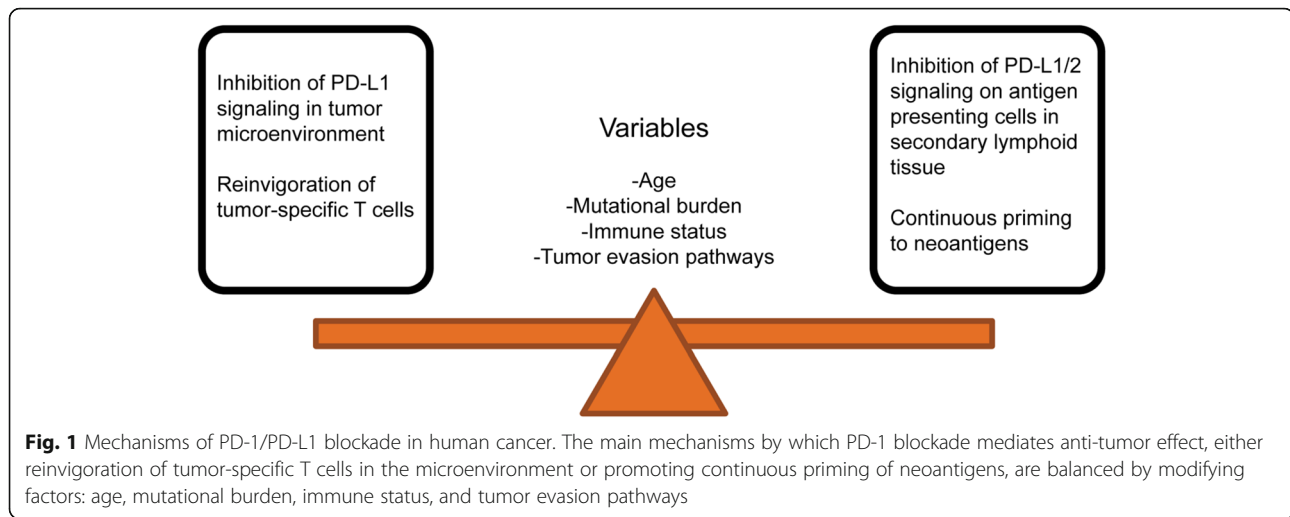 Inhibition of PD-L1
signaling in tumor
microenvironment
Reinvigoration of
tumor-specific T cells
Variables
-Age
-Mutational burden
-Immune status
-Tumor evasion pathways
Inhibition of PD-L1/2
signaling on antigen
presenting cells in
secondary lymphoid
tissue
Continuous priming
to neoantigens
Fig. 1 Mechanisms of PD-1/PD-L1 blockade in human cancer. The main mechanisms by which PD-1 blockade mediates anti-tumor effect, either
reinvigoration of tumor-specific T cells in the microenvironment or promoting continuous priming of neoantigens, are balanced by modifying
factors: age, mutational burden, immune status, and tumor evasion pathways